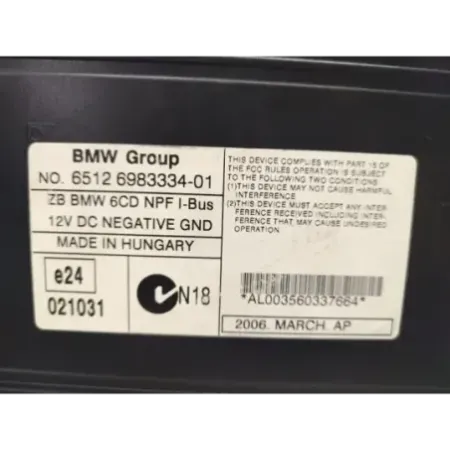 BMW Group
NO. 6512 6983334-01
ZB BMW 6CD NPF I-Bus
12V DC NEGATIVE GND
MADE IN HUNGARY
e24
021031
N18
THIS DEVICE COMPLIES WITH PART 15 OF
THE FCC RULES OPERATION IS SUBJECT
TO THE FOLLOWING TWO CONDITIONS
(1)THIS DEVICE MAY NOT CAUSE HARMFUL
INTERFERENCE, AND
(2)THIS DEVICE MUST ACCEPT ANY INTER-
FERENCE RECEIVED INCLUDING INTER-
FERENCE THAT MAY CAUSE UNDESIRED
OPERATION.
*AL003560337664*
2006. MARCH. AP